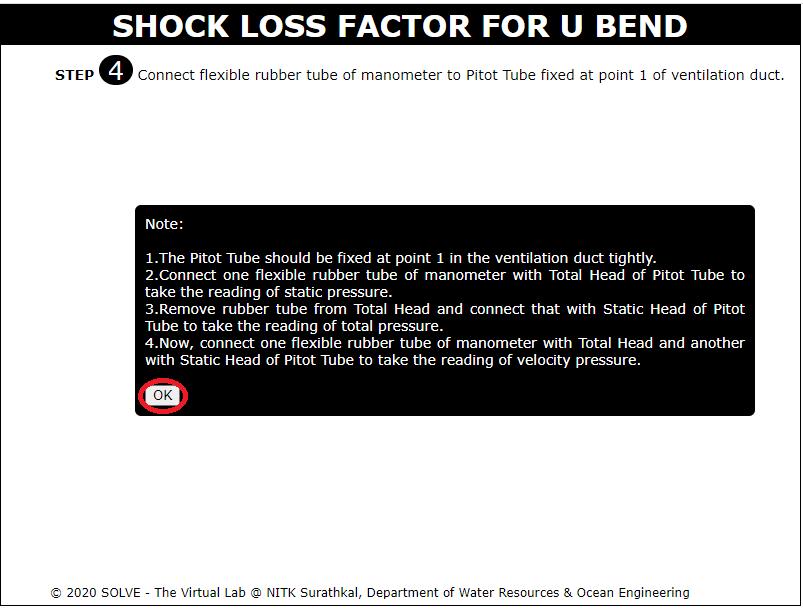 SHOCK LOSS FACTOR FOR U BEND
STEP 4 Connect flexible rubber tube of manometer to Pitot Tube fixed at point 1 of ventilation duct.
Note:
1.The Pitot Tube should be fixed at point 1 in the ventilation duct tightly.
2.Connect one flexible rubber tube of manometer with Total Head of Pitot Tube to
take the reading of static pressure.
3.Remove rubber tube from Total Head and connect that with Static Head of Pitot
Tube to take the reading of total pressure.
4.Now, connect one flexible rubber tube of manometer with Total Head and another
with Static Head of Pitot Tube to take the reading of velocity pressure.
OK
© 2020 SOLVE - The Virtual Lab @ NITK Surathkal, Department of Water Resources & Ocean Engineering